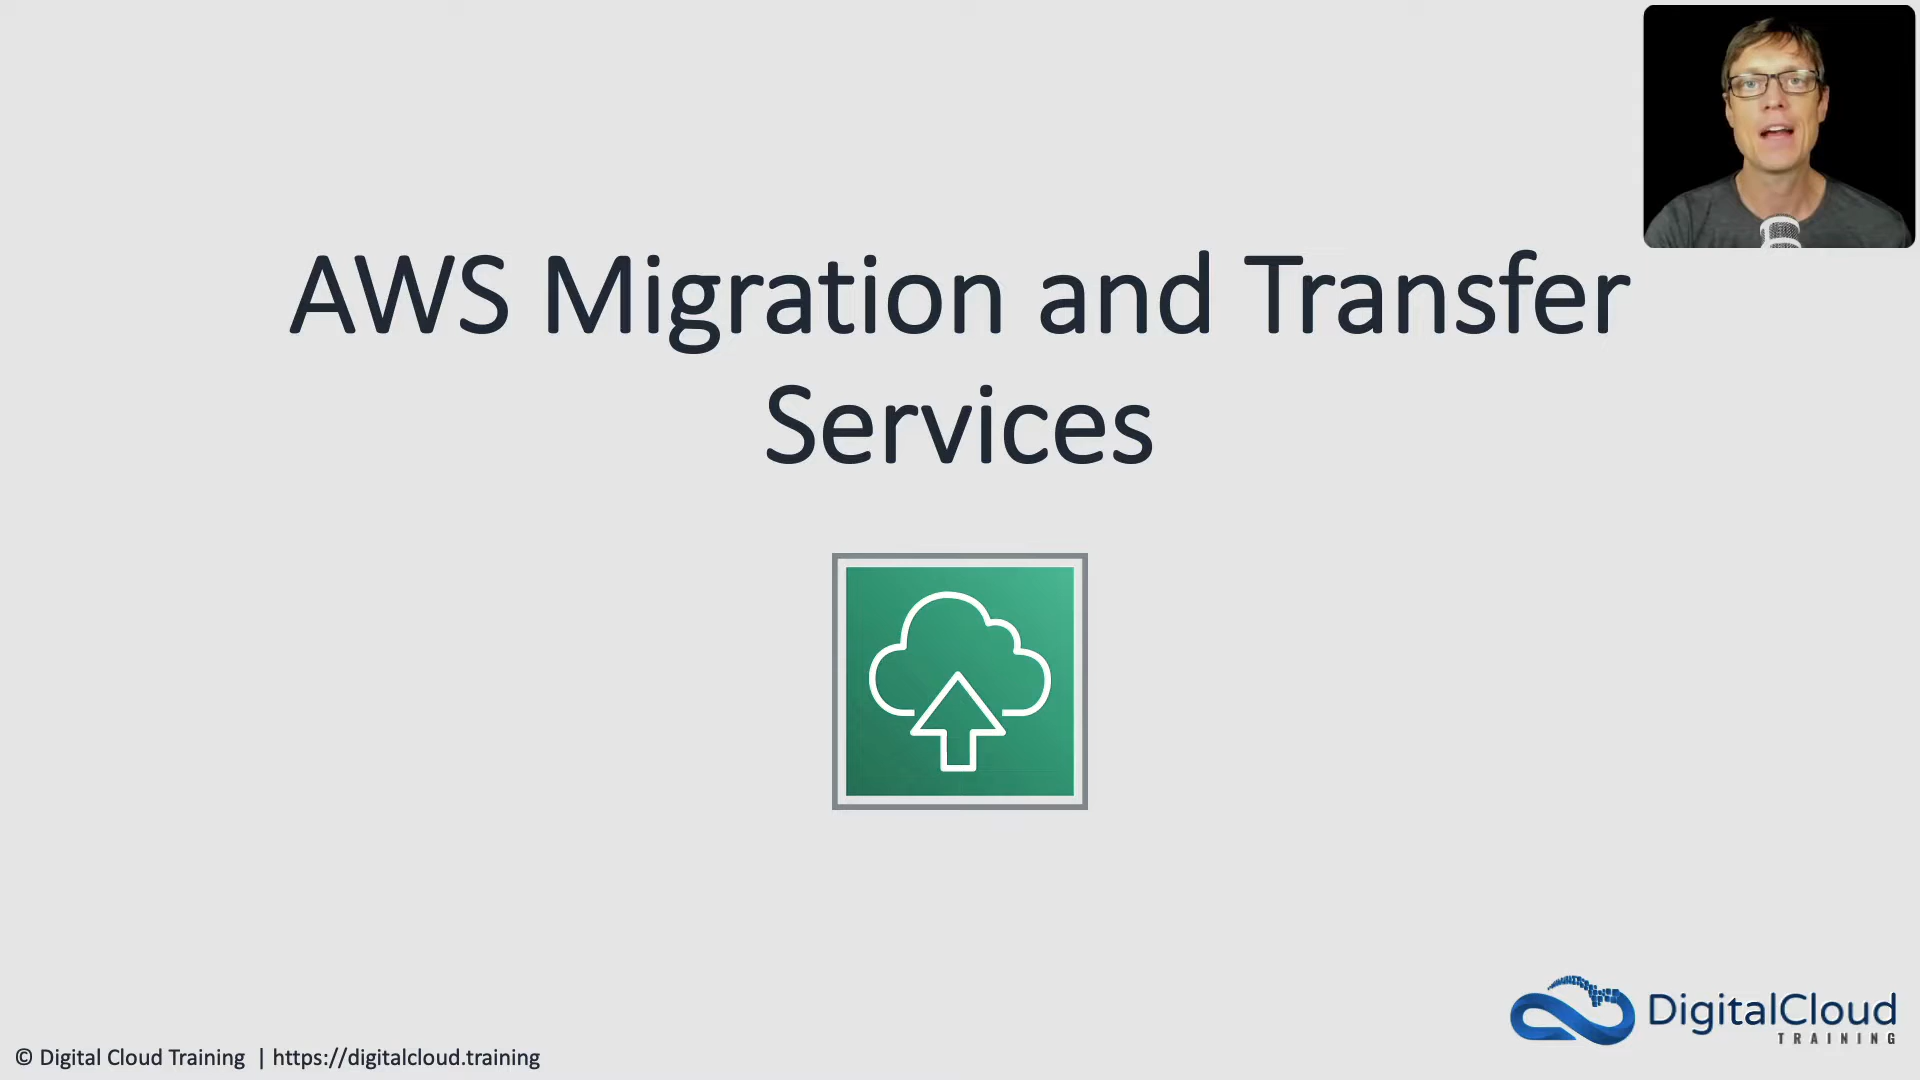 AWS Migration and Transfer
Services
DigitalCloud
TRAINING
© Digital Cloud Training | https://digitalcloud.training